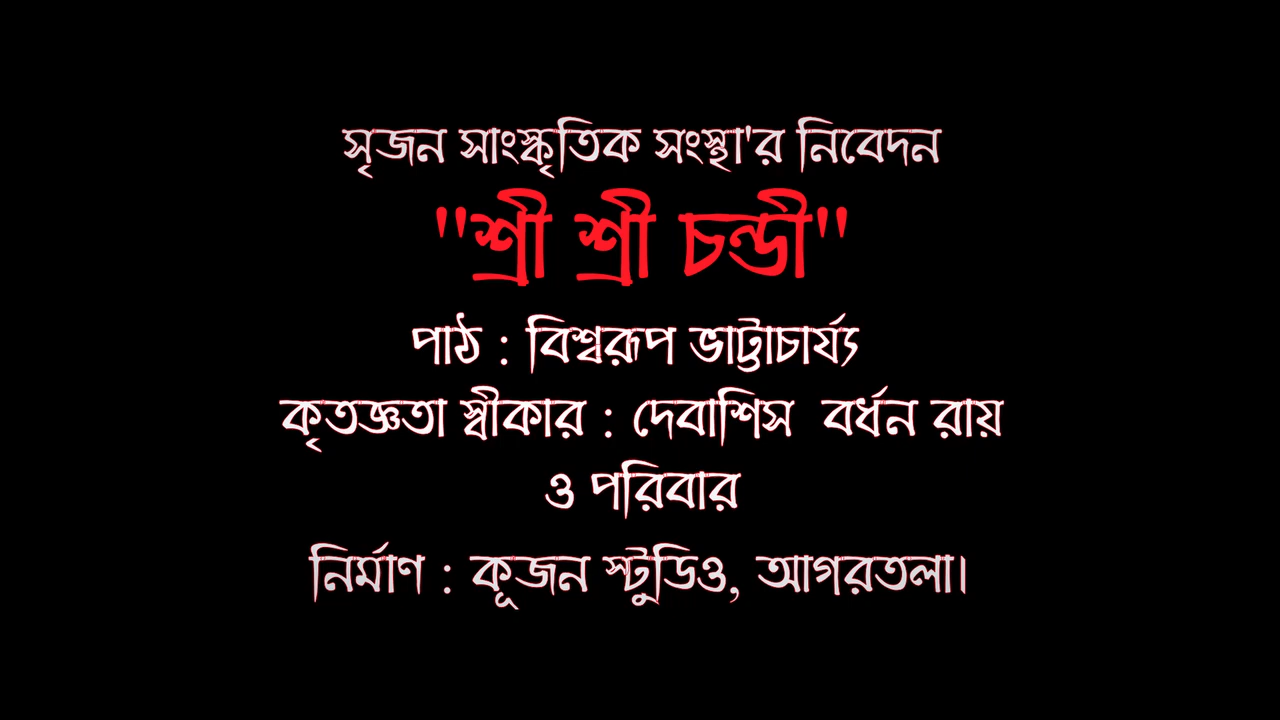 সৃজন সাংস্কৃতিক সংস্থা'র নিবেদন
"শ্রী শ্রী চন্ডী"
পাঠ : বিশ্বরূপ ভাট্টাচার্য্য
কৃতজ্ঞতা স্বীকার : দেবাশিস বর্ধন রায়
ও পরিবার
নির্মাণ : কূজন স্টুডিও, আগরতলা।